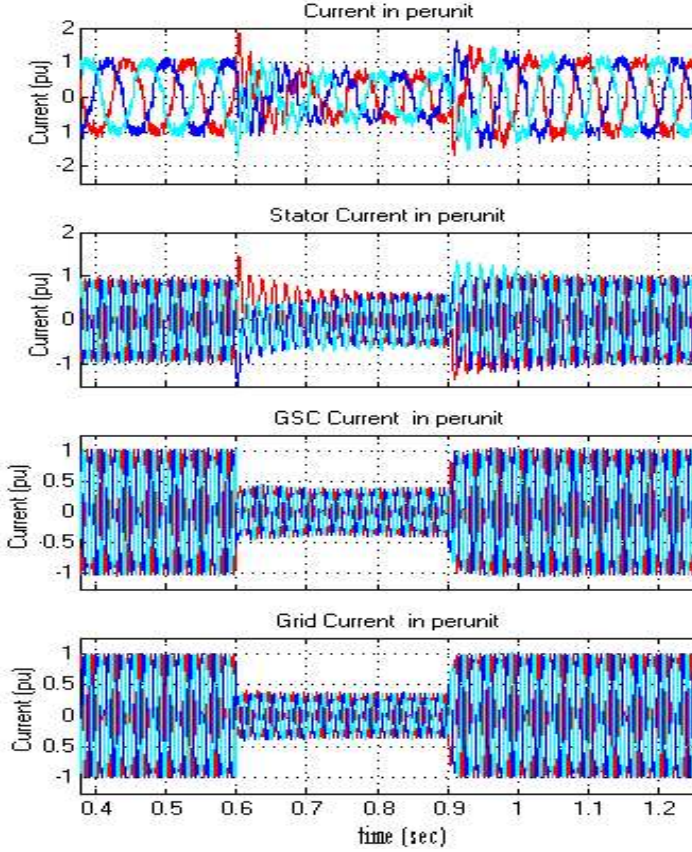 Current in perunit
2
1
0
1
-2
Current (pu)
Stator Current in perunit
2
1
0
-1
Current (pu)
GSC Current in perunit
1
0.5
0
-0.5
-1
Current (pu)
Grid Current in perunit
1
0.5
0
0.5
-1
Current (pu)
0.4 0.5 0.6 0.7 0.8 0.9 1 1.1 1.2
time (sec)